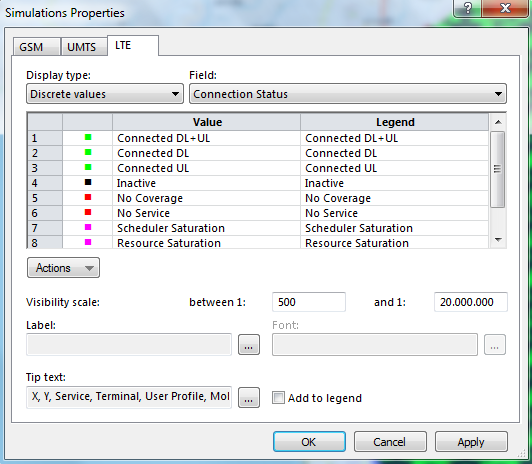 Simulations Properties
GSM UMTS LTE
Display type: Field:
Discrete values Connection Status
Value Legend
1 Connected DL+UL Connected DL+UL
2 Connected DL Connected DL
3 Connected UL Connected UL
4 Inactive Inactive
5 No Coverage No Coverage
6 No Service No Service
7 Scheduler Saturation Scheduler Saturation
8 Resource Saturation Resource Saturation
Actions
Visibility scale: between 1: 500 and 1: 20.000.000
Label: Font:
... ...
Tip text:
X, Y, Service, Terminal, User Profile, Mol ... Add to legend
OK Cancel Apply